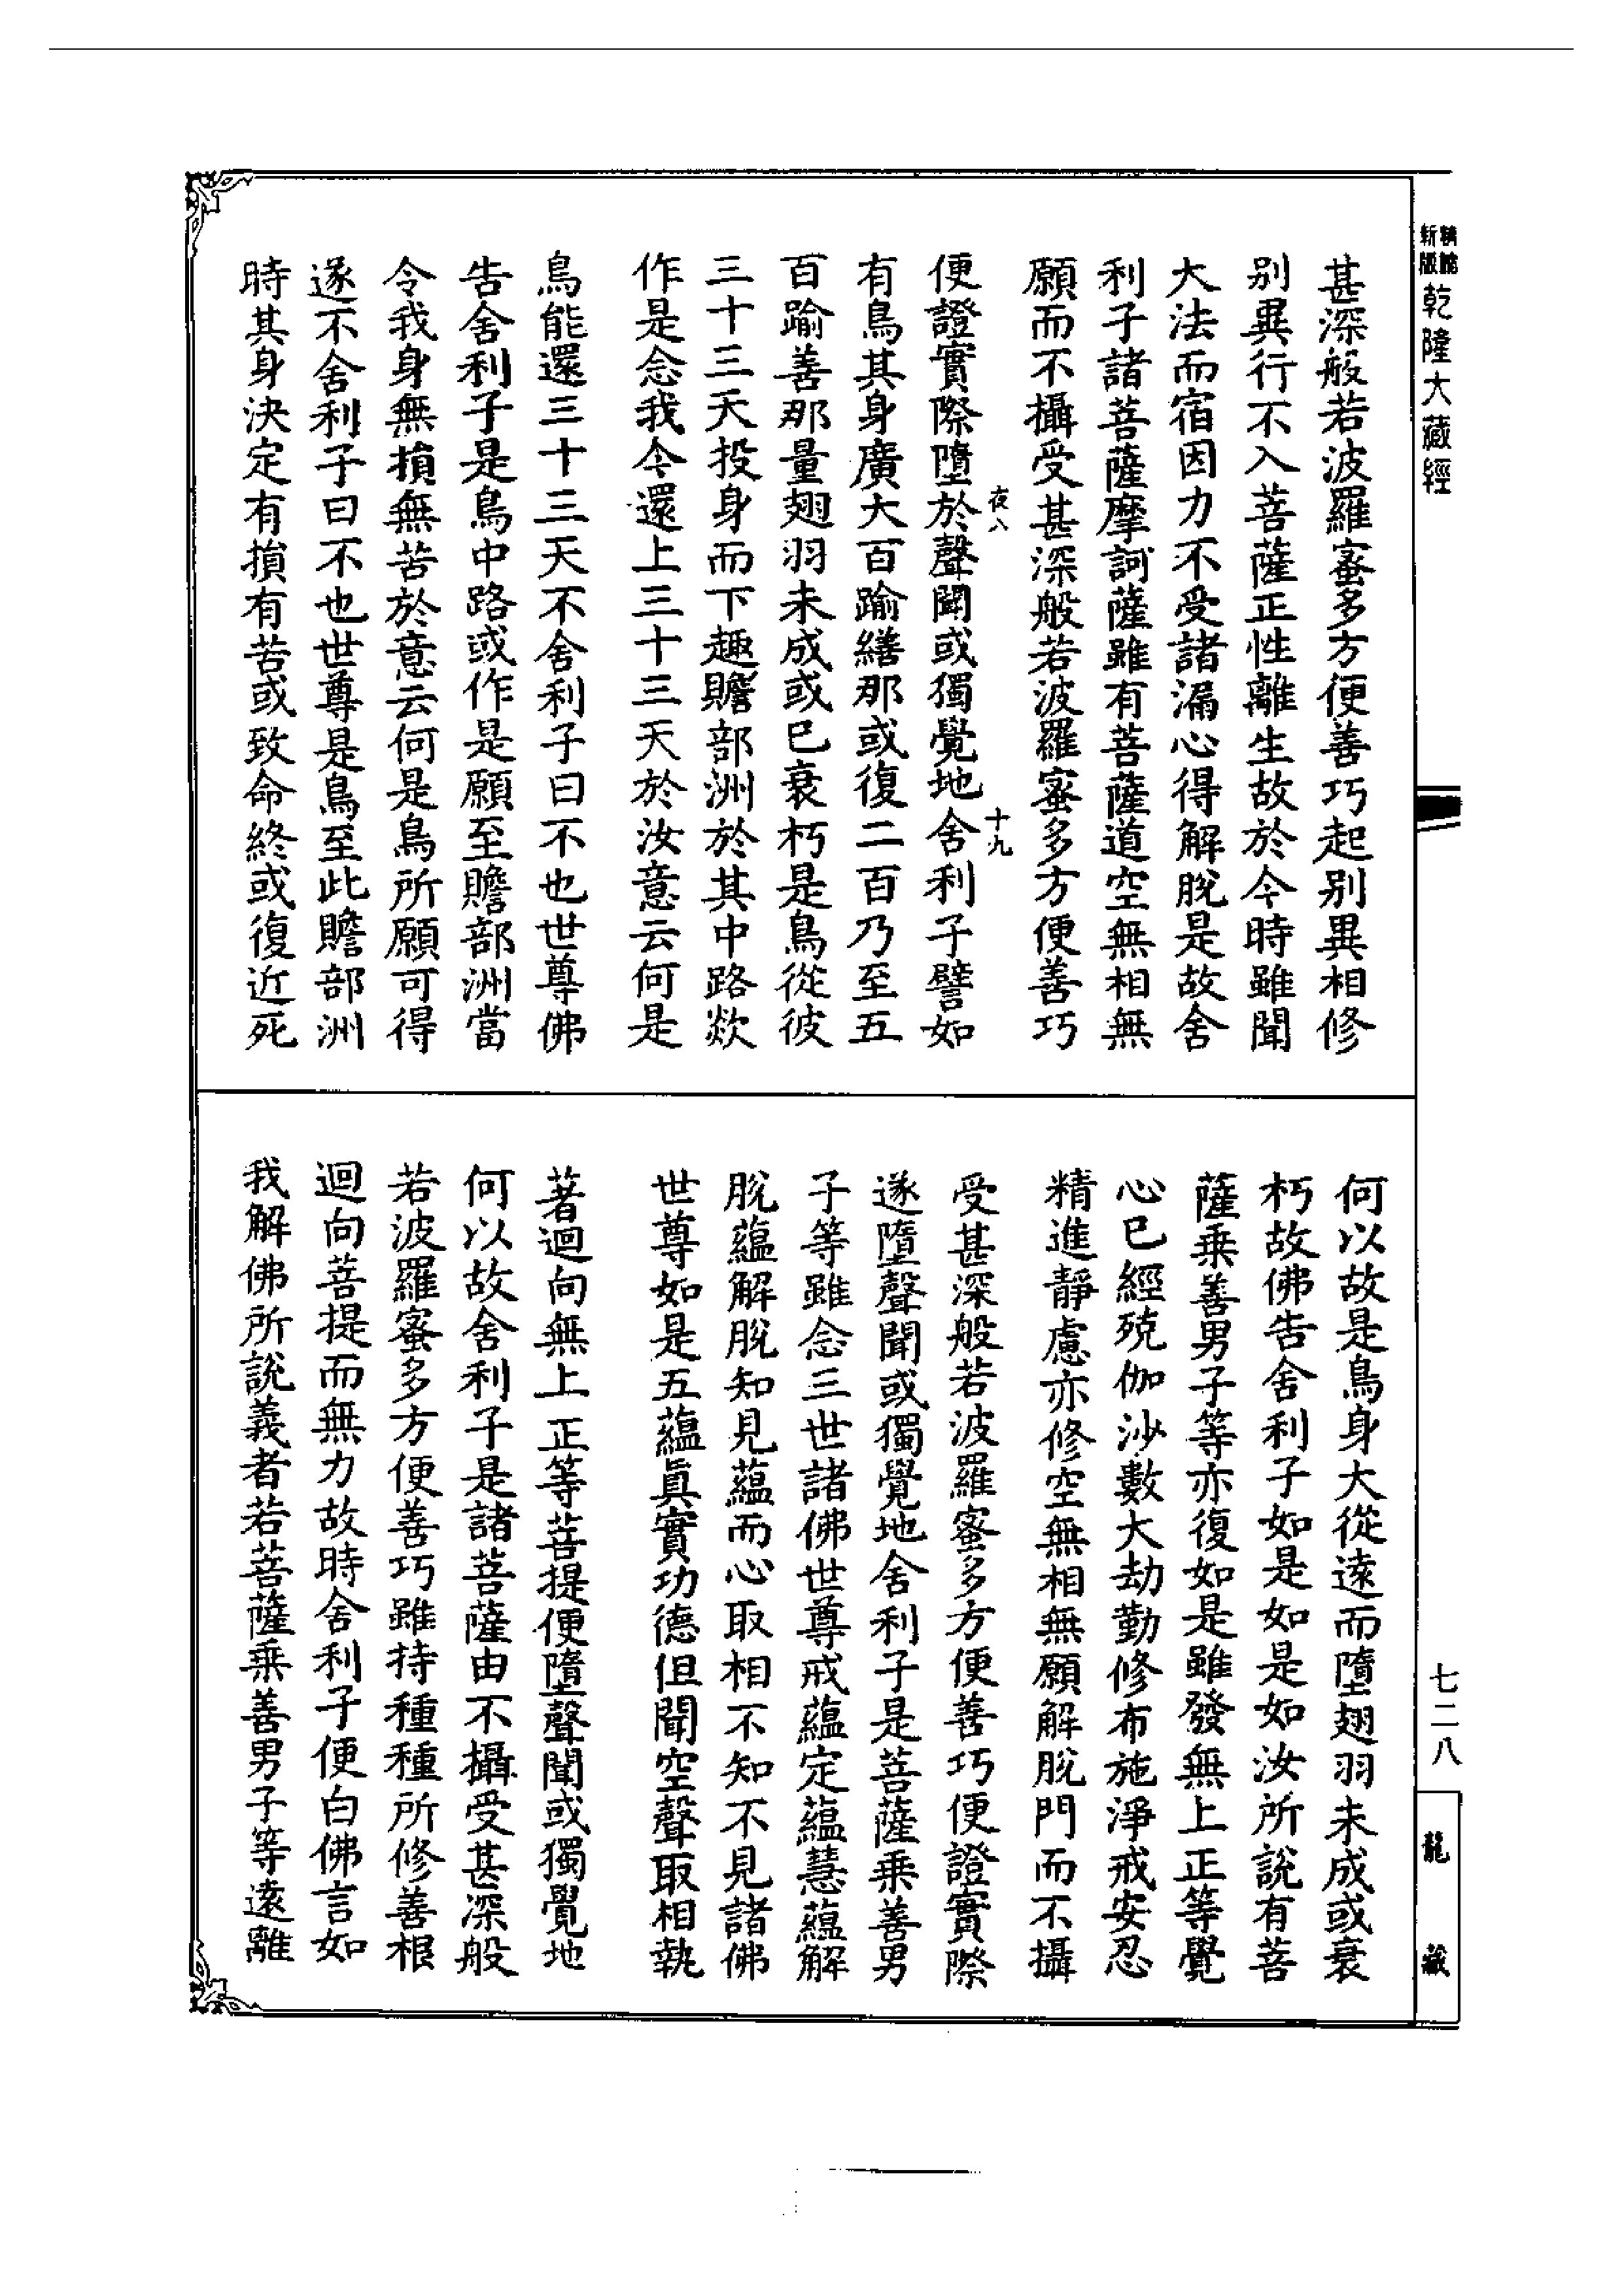 新版 精縮 乾隆大藏經
甚深般若波羅蜜多方便善巧起别異相修
别異行不入菩薩正性離生故於今時雖聞
大法而宿因力不受諸漏心得解脫是故舍
利子諸菩薩摩訶薩雖有菩薩道空無相無
願而不攝受甚深般若波羅蜜多方便善巧
夜八 十九
便證實際墮於聲聞或獨覺地舍利子譬如
有鳥其身廣大百踰繕那或復二百乃至五
百踰善那量翅羽未成或已衰朽是鳥從彼
三十三天投身而下趣贍部洲於其中路欻
作是念我今還上三十三天於汝意云何是
鳥能還三十三天不舍利子曰不也世尊佛
告舍利子是鳥中路或作是願至贍部洲當
令我身無損無苦於意云何是鳥所願可得
遂不舍利子曰不也世尊是鳥至此贍部洲
時其身決定有損有苦或致命終或復近死
何以故是鳥身大從遠而墮翅羽未成或衰
朽故佛告舍利子如是如是如汝所說有菩
薩乗善男子等亦復如是雖發無上正等覺
心已經殑伽沙數大劫勤修布施淨戒安忍
精進靜慮亦修空無相無願解脫門而不攝
受甚深般若波羅蜜多方便善巧便證實際
遂墮聲聞或獨覺地舍利子是菩薩乗善男
子等雖念三世諸佛世尊戒蘊定蘊慧蘊解
脫蘊解脫知見蘊而心取相不知不見諸佛
世尊如是五蘊眞實功德但聞空聲取相執
著迴向無上正等菩提便墮聲聞或獨覺地
何以故舍利子是諸菩薩由不攝受甚深般
若波羅蜜多方便善巧雖持種種所修善根
迴向菩提而無力故時舍利子便白佛言如
我解佛所說義者若菩薩乗善男子等遠離
七二八
龍藏